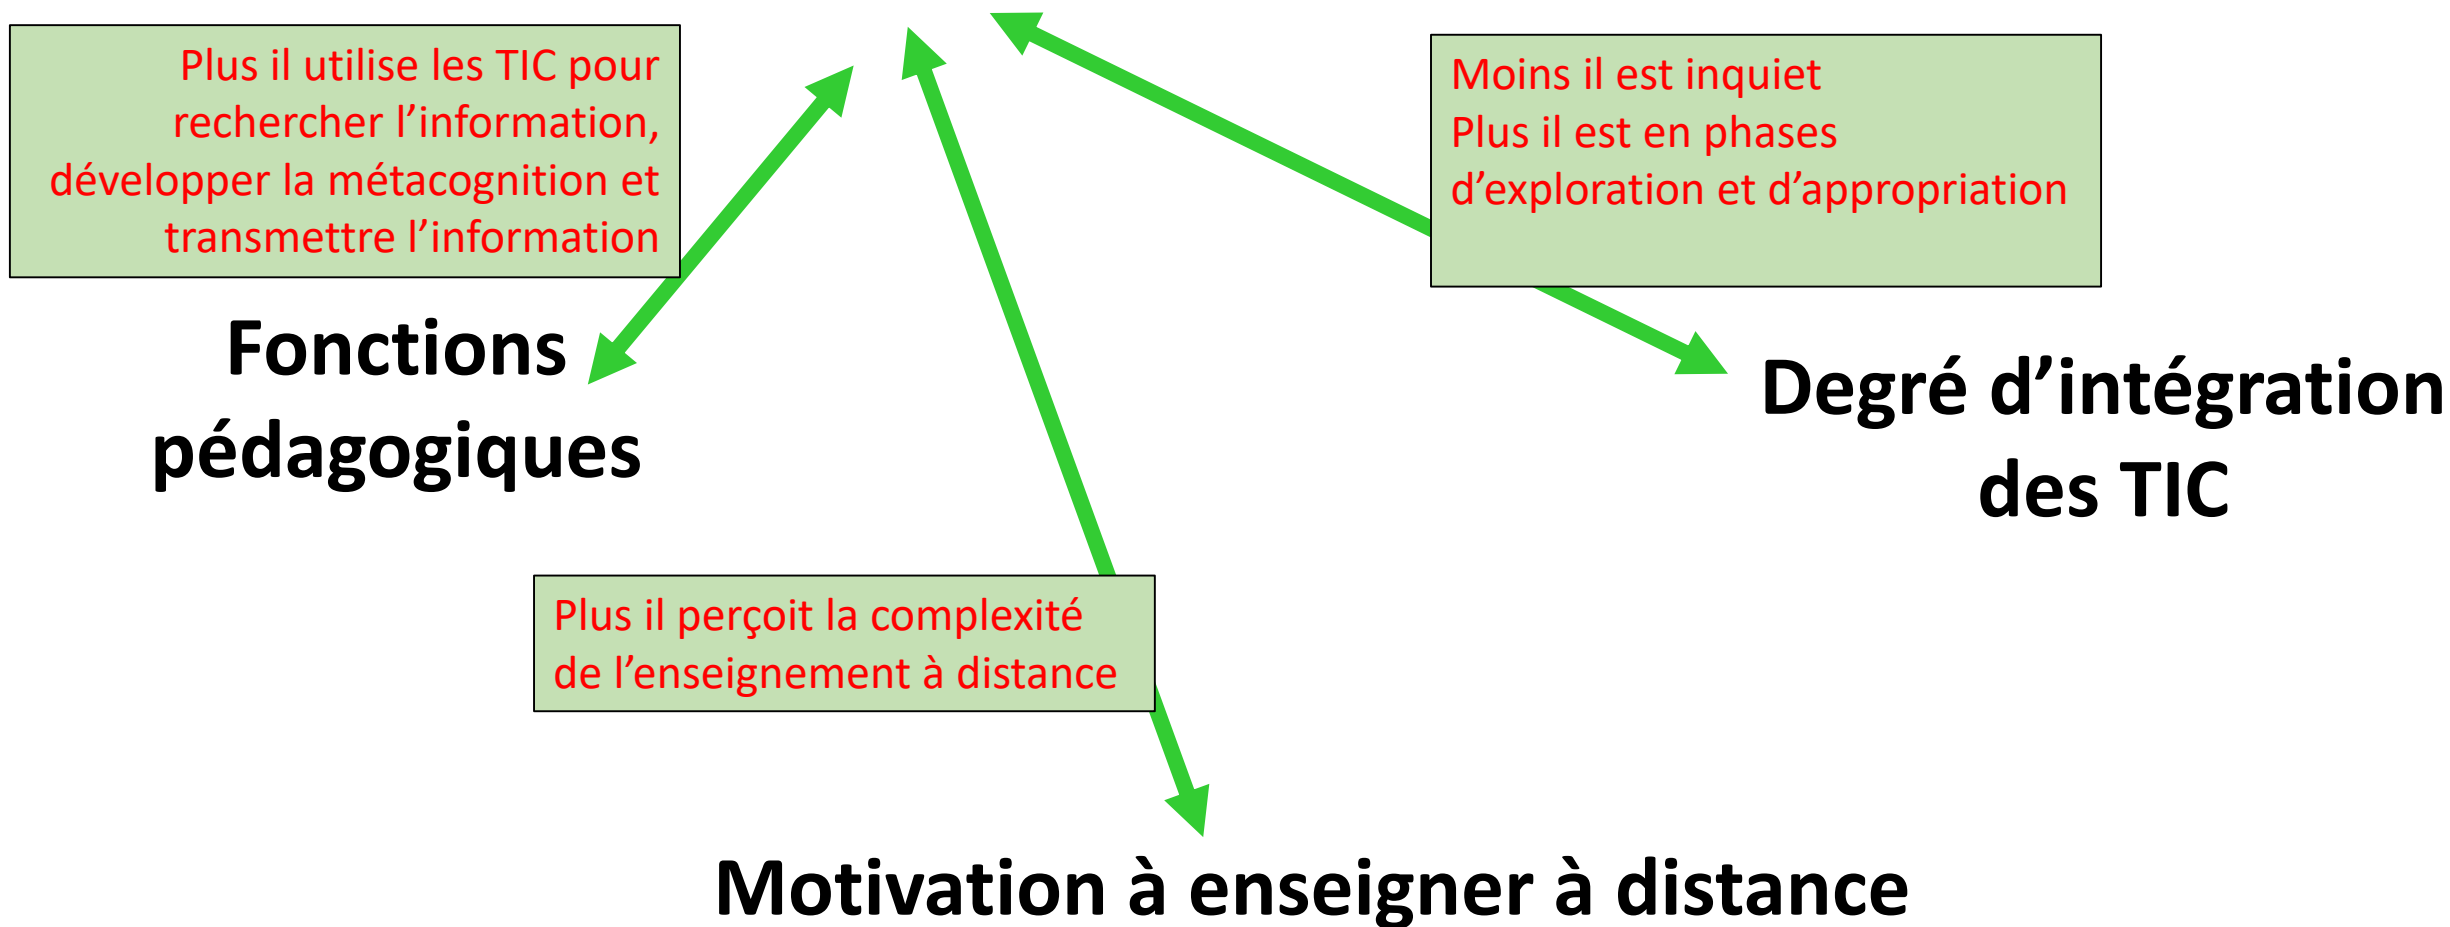 Plus il utilise les TIC pour
rechercher l’information,
développer la métacognition et
transmettre l’information
Moins il est inquiet
Plus il est en phases
d’exploration et d’appropriation
Fonctions
pédagogiques
Degré d’intégration
des TIC
Plus il perçoit la complexité
de l’enseignement à distance
Motivation à enseigner à distance